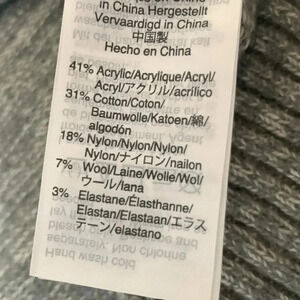 in China Hergestellt
Vervaardigd in China
中国製
Hecho en China
41% Acrylic/Acrylique/Acryl/
Acryl/アクリル/acrílico
31% Cotton/Coton/
Baumwolle/Katoen/綿/
algodón
18% Nylon/Nylon/Nylon/
Nylon/ナイロン/nailon
7% Wool/Laine/Wolle/Wol/
ウール/lana
3% Elastane/Élasthanne/
Elastan/Elastaan/エラス
テーン/elastano